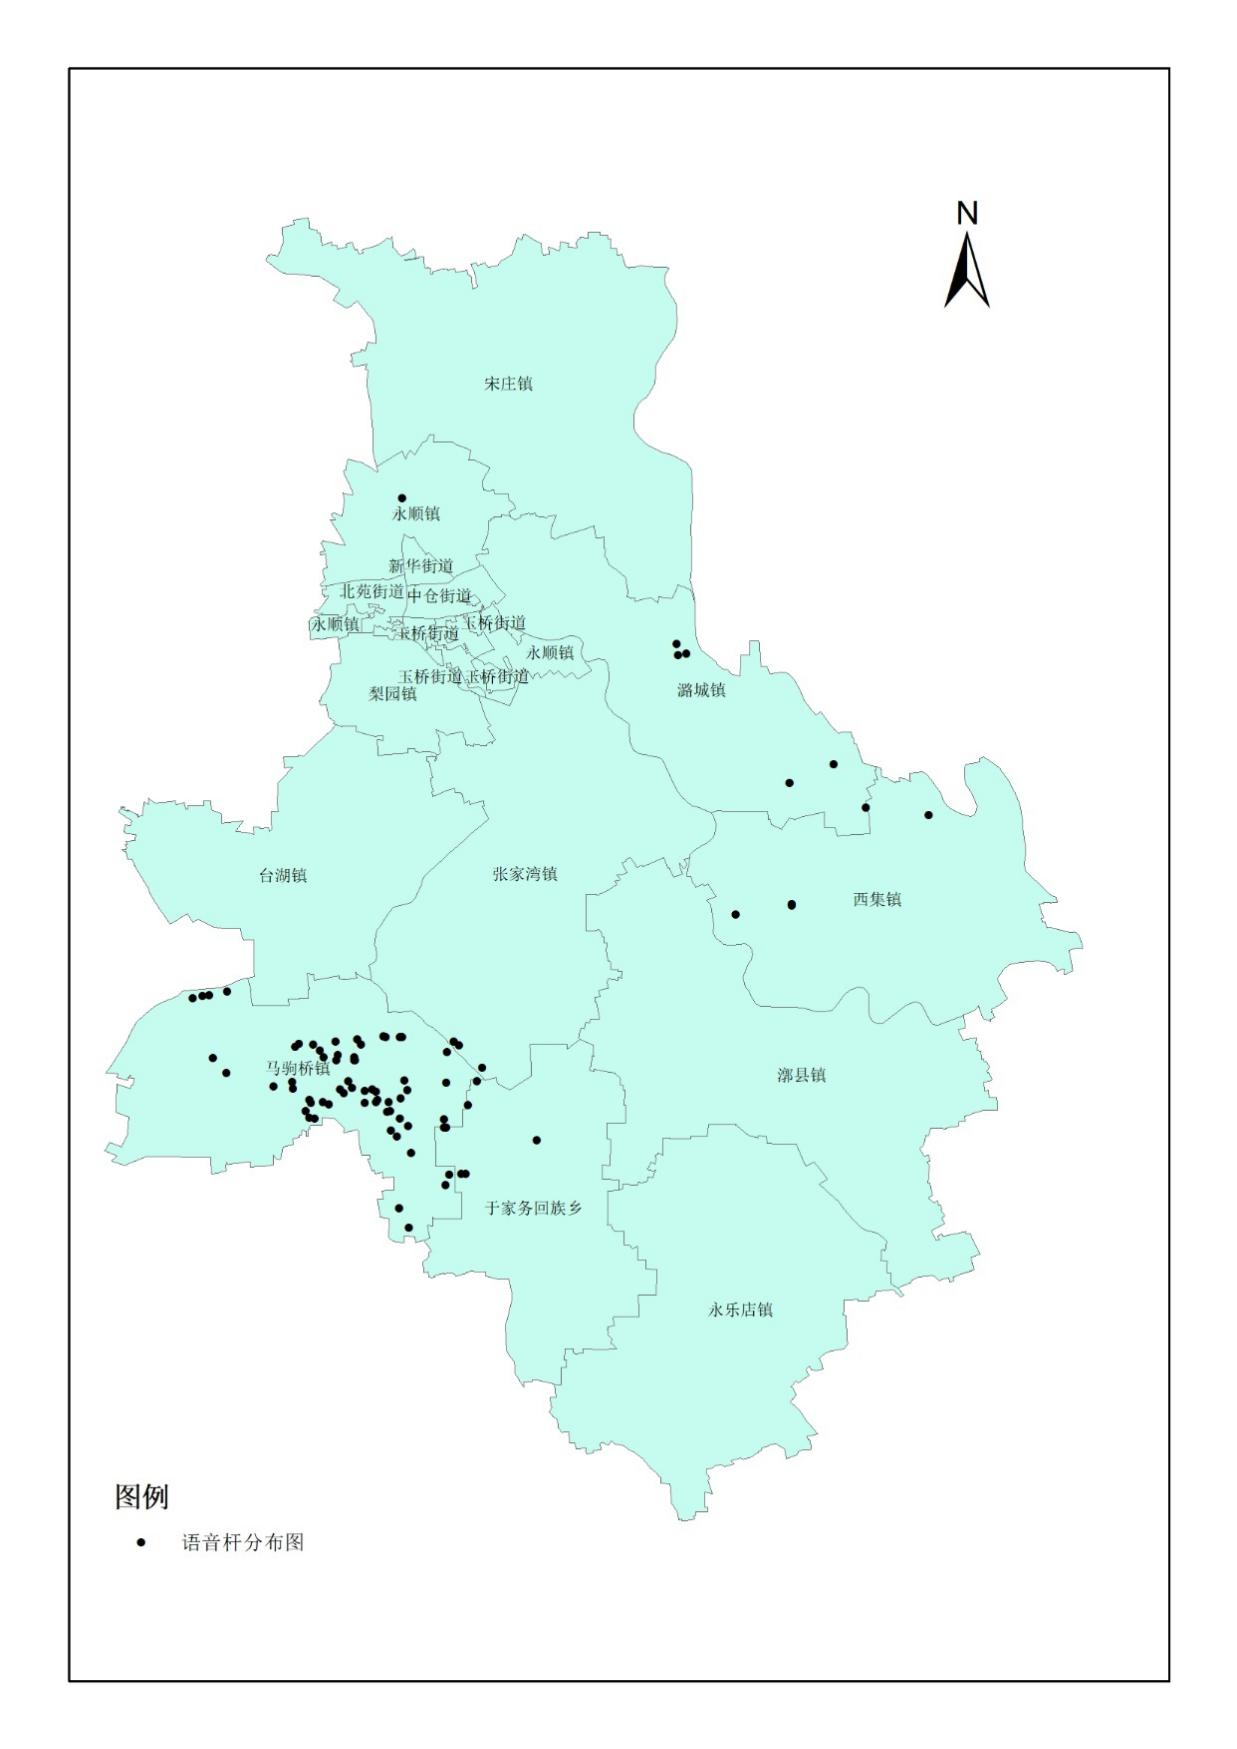 N
宋庄镇
永顺镇
新华街道
北苑街道
中仓街道
永顺镇
玉桥街道
玉桥街道
永顺镇
玉桥街道
玉桥街道
梨园镇
潞城镇
台湖镇
张家湾镇
西集镇
马驹桥镇
漷县镇
于家务回族乡
永乐店镇
图例
语音杆分布图